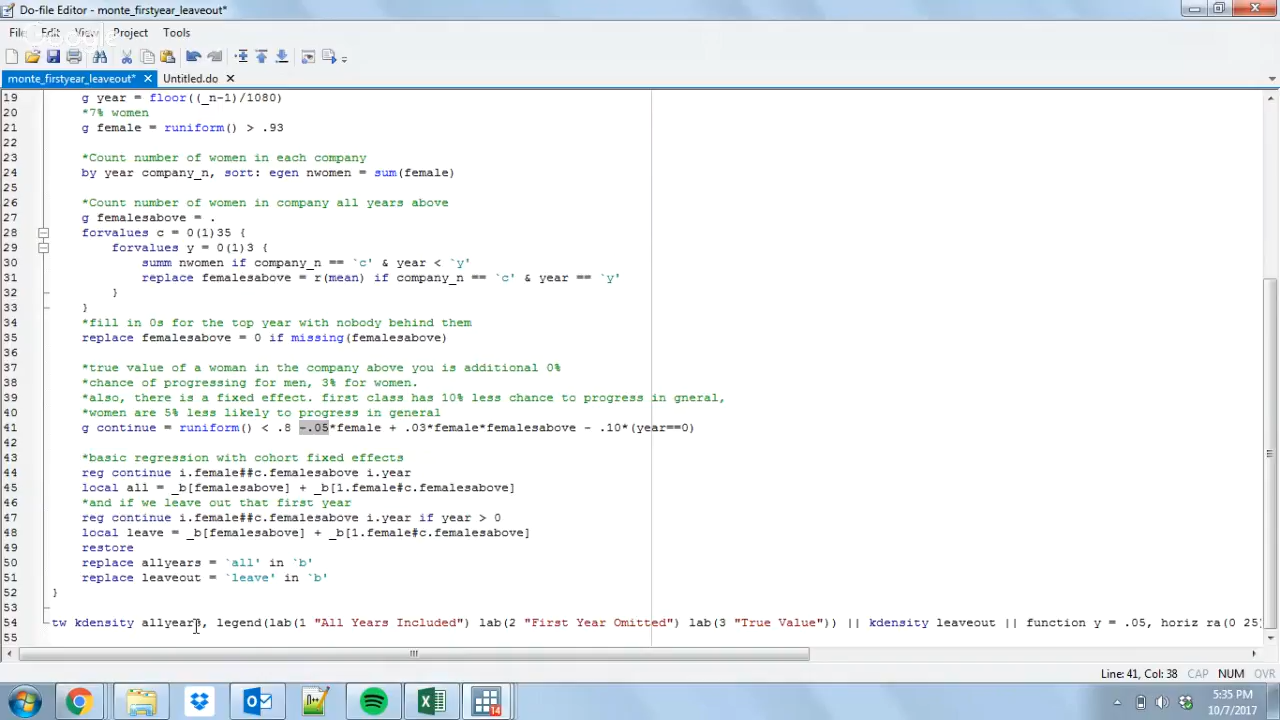 Do-file Editor - monte_firstyear_leaveout*
File Edit View Project Tools
Google
monte_firstyear_leaveout* Untitled.do
19 g year = floor((_n-1)/1080)
20 *7% women
21 g female = runiform() > .93
22
23 *Count number of women in each company
24 by year company_n, sort: egen nwomen = sum(female)
25
26 *Count number of women in company all years above
27 g femalesabove = .
28 forvalues c = 0(1)35 {
29 forvalues y = 0(1)3 {
30 summ nwomen if company_n == `c' & year < `y'
31 replace femalesabove = r(mean) if company_n == `c' & year == `y'
32 }
33 }
34 *fill in 0s for the top year with nobody behind them
35 replace femalesabove = 0 if missing(femalesabove)
36
37 *true value of a woman in the company above you is additional 0%
38 *chance of progressing for men, 3% for women.
39 *also, there is a fixed effect. first class has 10% less chance to progress in gneral,
40 *women are 5% less likely to progress in general
41 g continue = runiform() < .8 -.05*female + .03*female*femalesabove - .10*(year==0)
42
43 *basic regression with cohort fixed effects
44 reg continue i.female##c.femalesabove i.year
45 local all = _b[femalesabove] + _b[1.female#c.femalesabove]
46 *and if we leave out that first year
47 reg continue i.female##c.femalesabove i.year if year > 0
48 local leave = _b[femalesabove] + _b[1.female#c.femalesabove]
49 restore
50 replace allyears = `all' in `b'
51 replace leaveout = `leave' in `b'
52 }
53
54 tw kdensity allyears, legend(lab(1 "All Years Included") lab(2 "First Year Omitted") lab(3 "True Value")) || kdensity leaveout || function y = .05, horiz ra(0 25)
55
Line: 41, Col: 38 CAP NUM OVR
14
5:35 PM
10/7/2017